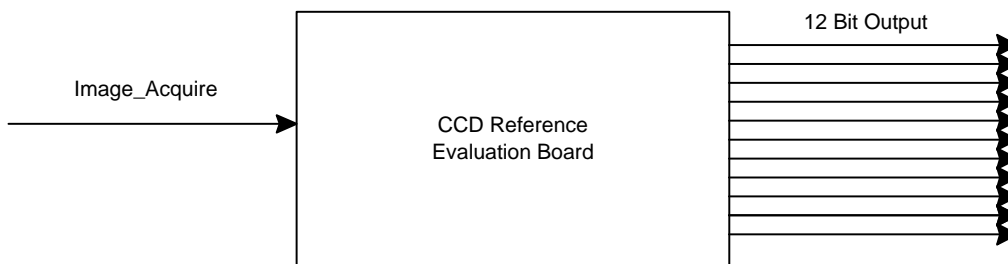 12 Bit Output
Image_Acquire
CCD Reference
Evaluation Board